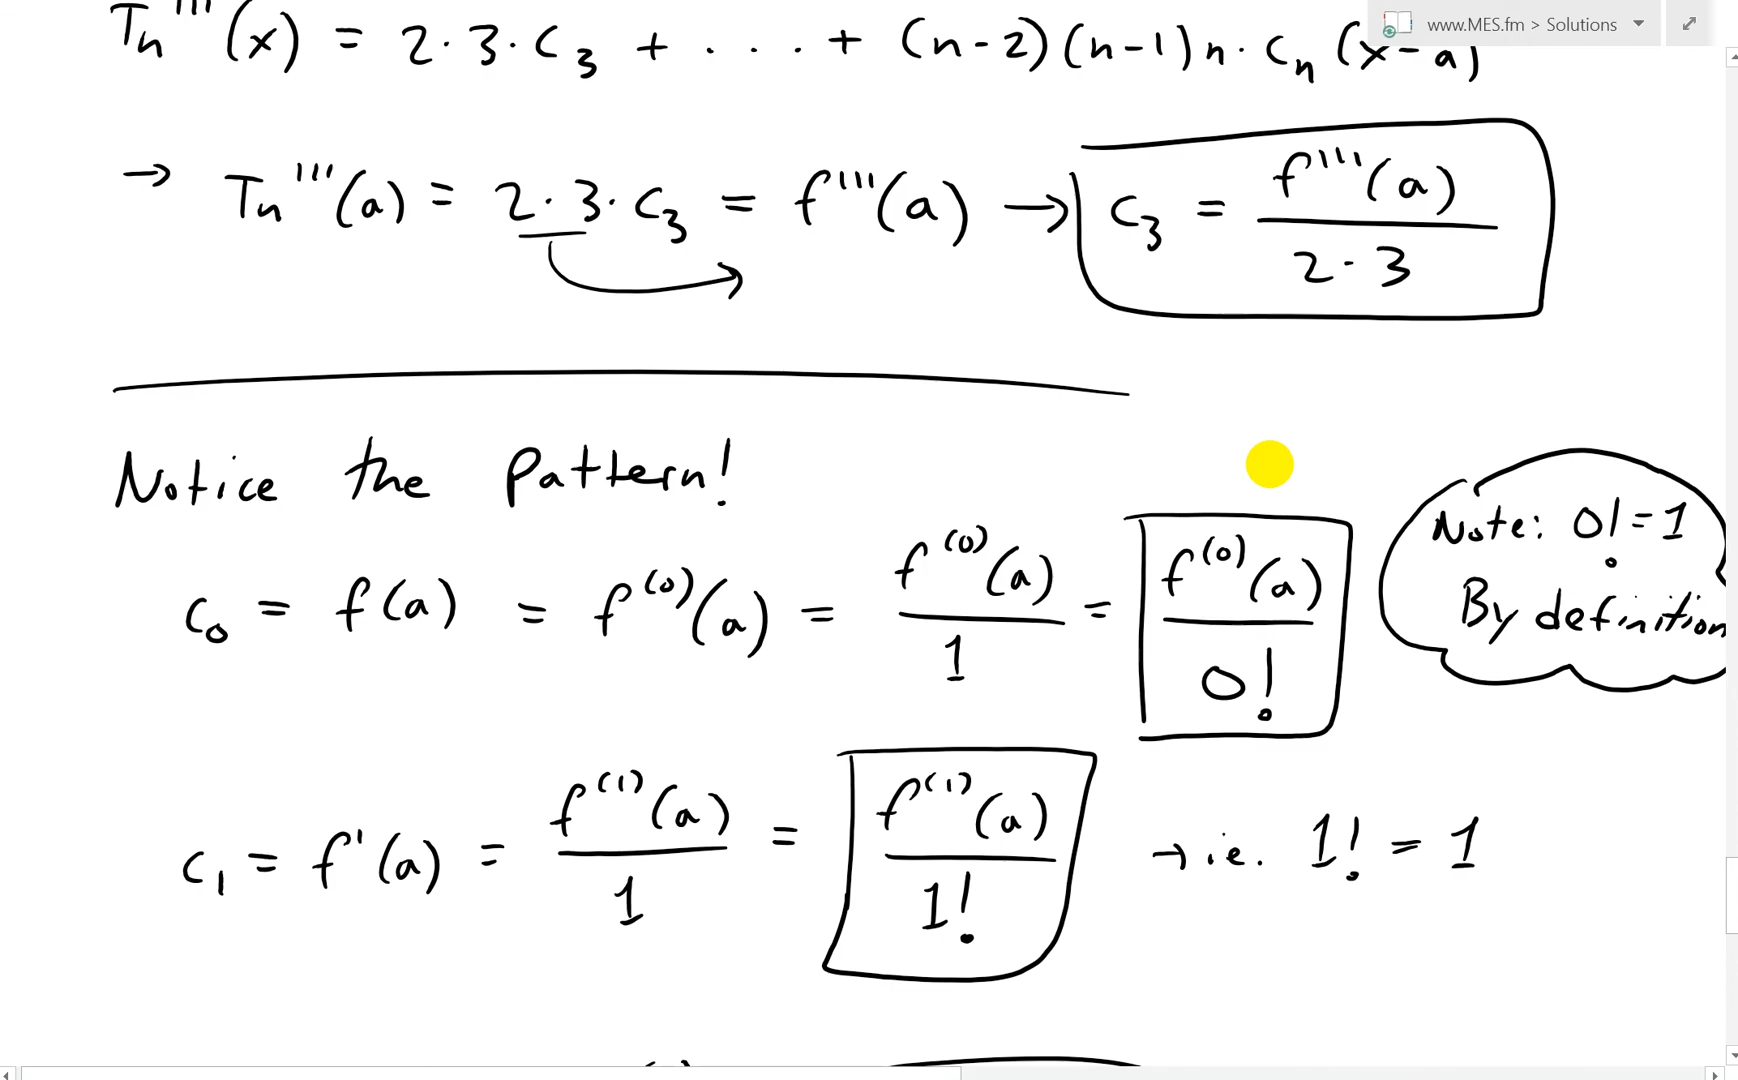 www.MES.fm > Solutions
Tn'''(x) = 2·3·c₃ + · · · + (n-2)(n-1)n·cₙ(x-a)
→ Tn'''(a) = 2·3·c₃ = f'''(a) → c₃ = f'''(a) / 2·3
Notice the Pattern!
c₀ = f(a) = f⁽⁰⁾(a) = f⁽⁰⁾(a) / 1 = f⁽⁰⁾(a) / 0!
Note: 0! = 1
By definition
c₁ = f'(a) = f⁽¹⁾(a) / 1 = f⁽¹⁾(a) / 1! → ie. 1! = 1